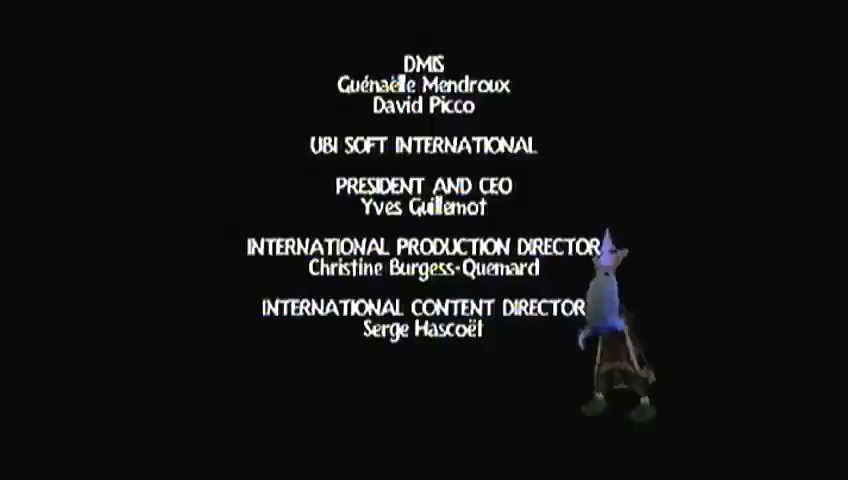 DMIS
Guénaëlle Mendroux
David Picco
UBI SOFT INTERNATIONAL
PRESIDENT AND CEO
Yves Guillemot
INTERNATIONAL PRODUCTION DIRECTOR
Christine Burgess-Quemard
INTERNATIONAL CONTENT DIRECTOR
Serge Hascoët